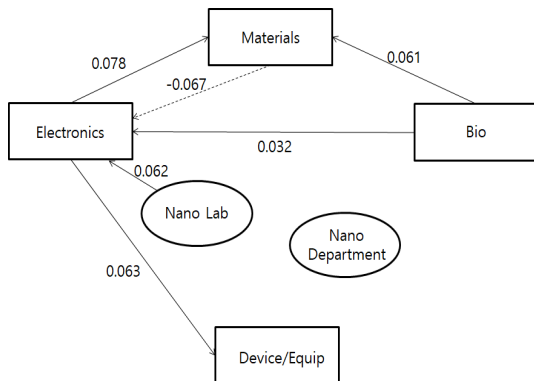 Materials
0.078
0.061
-0.067
Electronics
Bio
0.032
0.062
Nano Lab
Nano
Department
0.063
Device/Equip